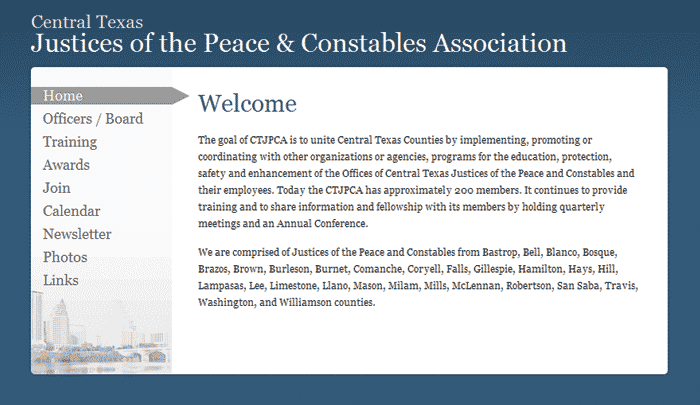 Central Texas
Justices of the Peace & Constables Association
Home
Officers / Board
Training
Awards
Join
Calendar
Newsletter
Photos
Links
Welcome
The goal of CTJPCA is to unite Central Texas Counties by implementing, promoting or
coordinating with other organizations or agencies, programs for the education, protection,
safety and enhancement of the Offices of Central Texas Justices of the Peace and Constables and
their employees. Today the CTJPCA has approximately 200 members. It continues to provide
training and to share information and fellowship with its members by holding quarterly
meetings and an Annual Conference.
We are comprised of Justices of the Peace and Constables from Bastrop, Bell, Blanco, Bosque,
Brazos, Brown, Burleson, Burnet, Comanche, Coryell, Falls, Gillespie, Hamilton, Hays, Hill,
Lampasas, Lee, Limestone, Llano, Mason, Milam, Mills, McLennan, Robertson, San Saba, Travis,
Washington, and Williamson counties.